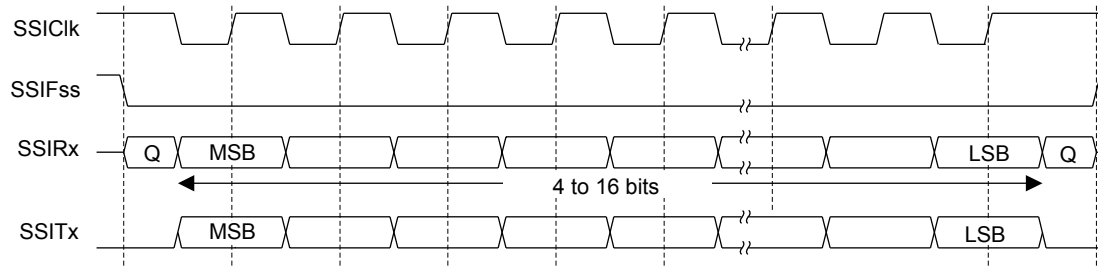 SSIClk
SSIFss
SSIRx Q MSB LSB Q
4 to 16 bits
SSITx MSB LSB